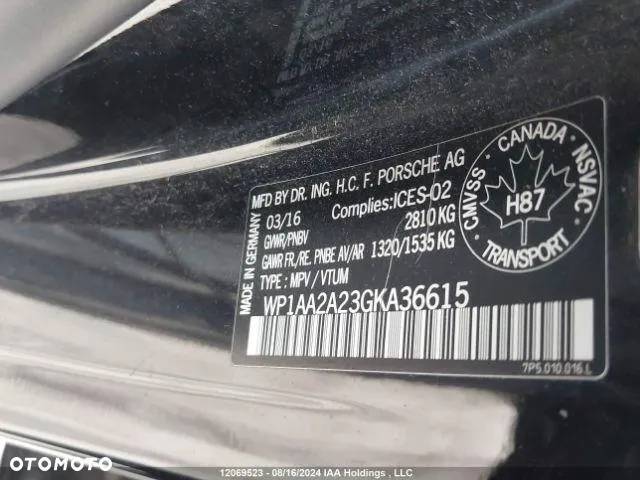 MFD BY DR. ING. H.C. F. PORSCHE AG
03/16 Complies:ICES-02
GVWR/PNBV 2810 KG
GAWR FR./RE. PNBE AV/AR 1320/1535 KG
TYPE : MPV / VTUM
WP1AA2A23GKA36615
7P5.010.016.L
MADE IN GERMANY
CANADA
CMVSS · NSVAC
H87
TRANSPORT
OTOMOTO
12069523 - 08/16/2024 IAA Holdings , LLC